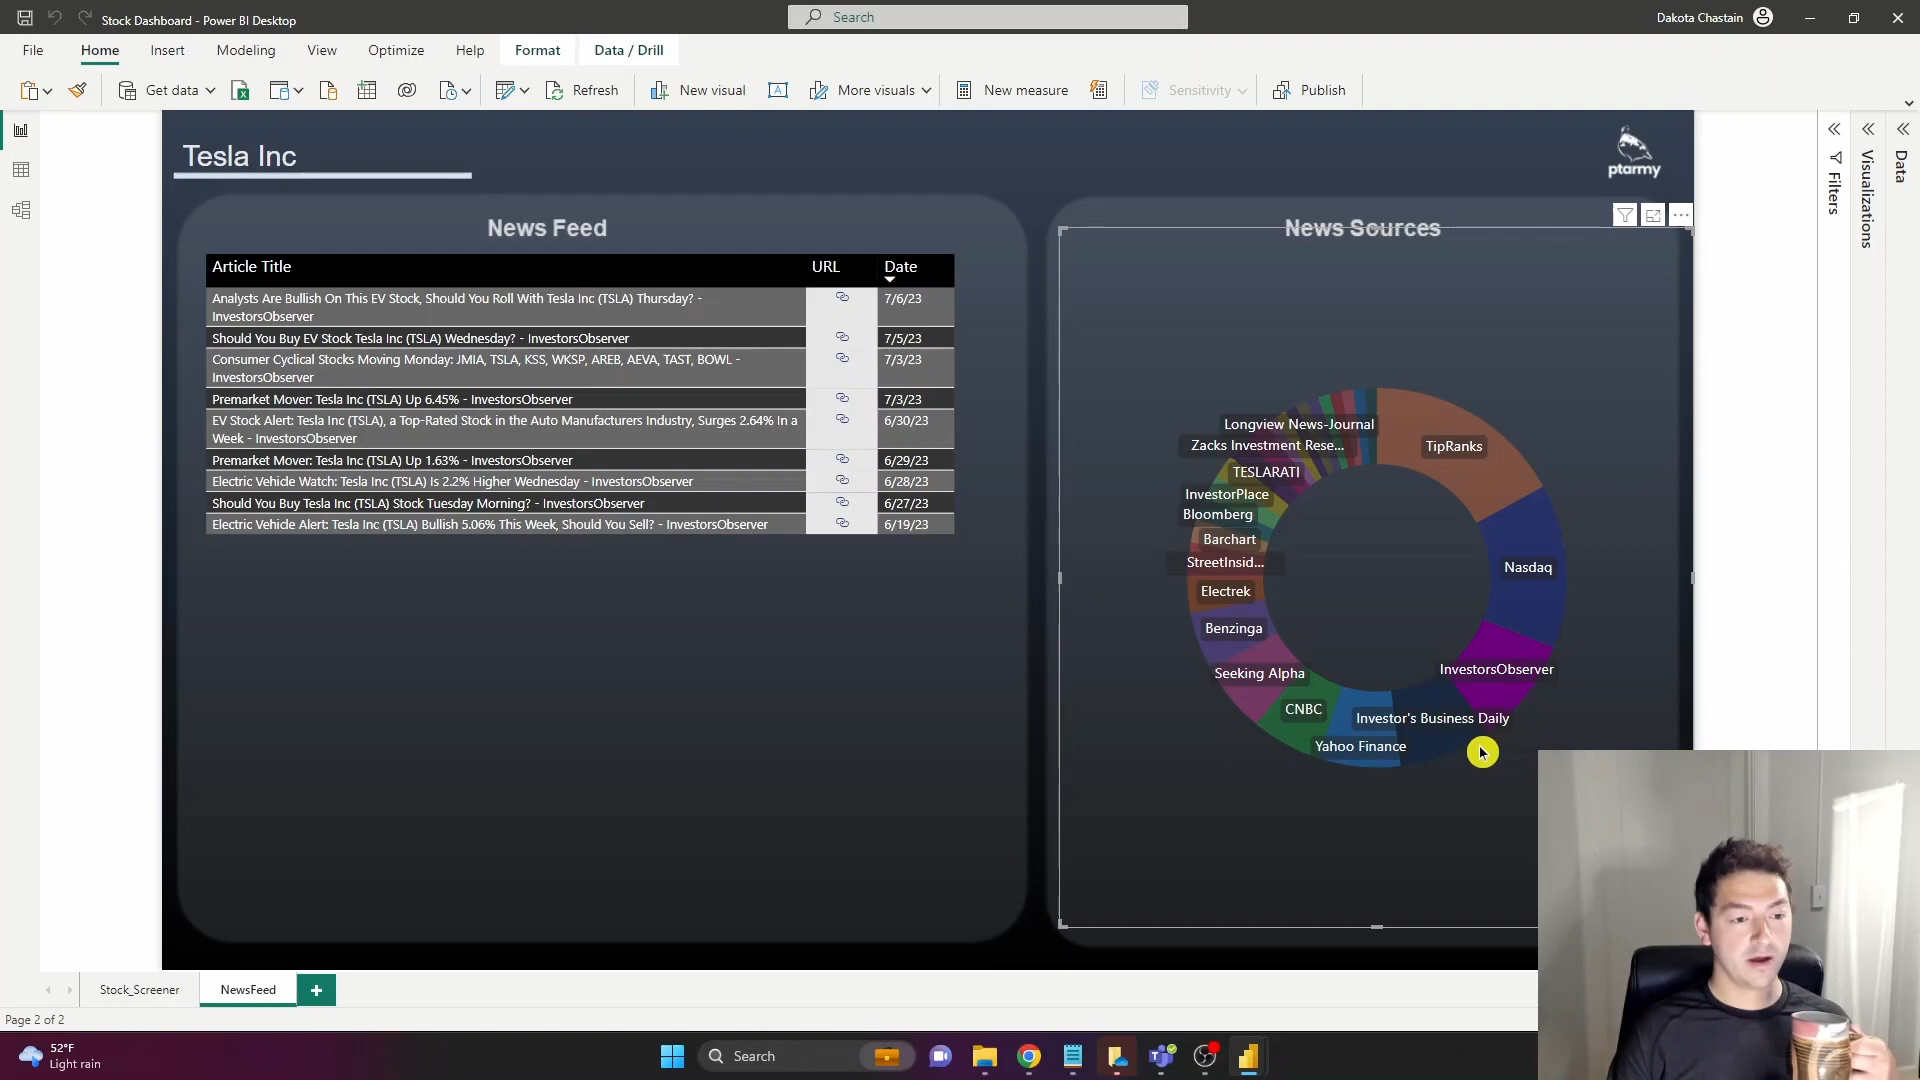 Stock Dashboard - Power BI Desktop
Search
Dakota Chastain
File
Home
Insert
Modeling
View
Optimize
Help
Format
Data / Drill
Get data
Refresh
New visual
More visuals
New measure
Sensitivity
Publish
Tesla Inc
ptarmy
Filters
Visualizations
Data
News Feed
Article Title
URL
Date
Analysts Are Bullish On This EV Stock, Should You Roll With Tesla Inc (TSLA) Thursday? -
InvestorsObserver
7/6/23
Should You Buy EV Stock Tesla Inc (TSLA) Wednesday? - InvestorsObserver
7/5/23
Consumer Cyclical Stocks Moving Monday: JMIA, TSLA, KSS, WKSP, AREB, AEVA, TAST, BOWL -
InvestorsObserver
7/3/23
Premarket Mover: Tesla Inc (TSLA) Up 6.45% - InvestorsObserver
7/3/23
EV Stock Alert: Tesla Inc (TSLA), a Top-Rated Stock in the Auto Manufacturers Industry, Surges 2.64% In a
Week - InvestorsObserver
6/30/23
Premarket Mover: Tesla Inc (TSLA) Up 1.63% - InvestorsObserver
6/29/23
Electric Vehicle Watch: Tesla Inc (TSLA) Is 2.2% Higher Wednesday - InvestorsObserver
6/28/23
Should You Buy Tesla Inc (TSLA) Stock Tuesday Morning? - InvestorsObserver
6/27/23
Electric Vehicle Alert: Tesla Inc (TSLA) Bullish 5.06% This Week, Should You Sell? - InvestorsObserver
6/19/23
News Sources
Longview News-Journal
Zacks Investment Rese...
TESLARATI
InvestorPlace
Bloomberg
Barchart
StreetInsid...
Electrek
Benzinga
Seeking Alpha
CNBC
Yahoo Finance
Investor's Business Daily
InvestorsObserver
Nasdaq
TipRanks
Stock_Screener
NewsFeed
Page 2 of 2
52°F
Light rain
Search